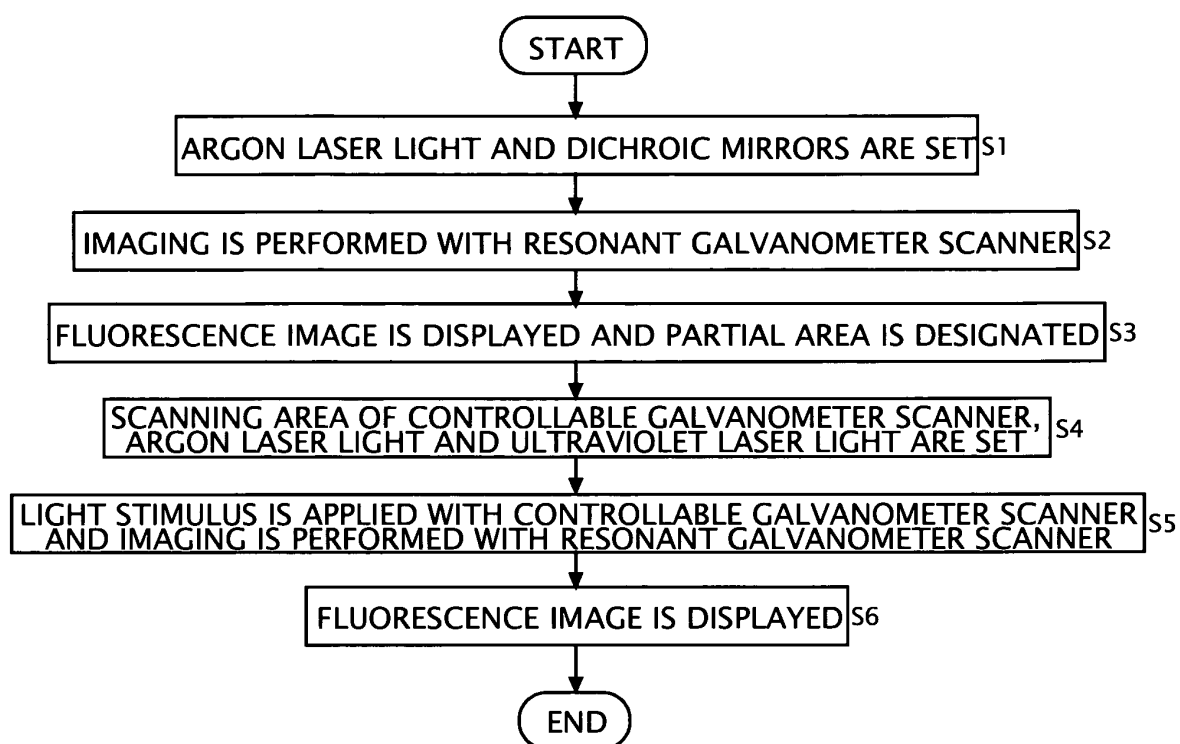 START
ARGON LASER LIGHT AND DICHROIC MIRRORS ARE SET S1
IMAGING IS PERFORMED WITH RESONANT GALVANOMETER SCANNER S2
FLUORESCENCE IMAGE IS DISPLAYED AND PARTIAL AREA IS DESIGNATED S3
SCANNING AREA OF CONTROLLABLE GALVANOMETER SCANNER,
ARGON LASER LIGHT AND ULTRAVIOLET LASER LIGHT ARE SET S4
LIGHT STIMULUS IS APPLIED WITH CONTROLLABLE GALVANOMETER SCANNER
AND IMAGING IS PERFORMED WITH RESONANT GALVANOMETER SCANNER S5
FLUORESCENCE IMAGE IS DISPLAYED S6
END